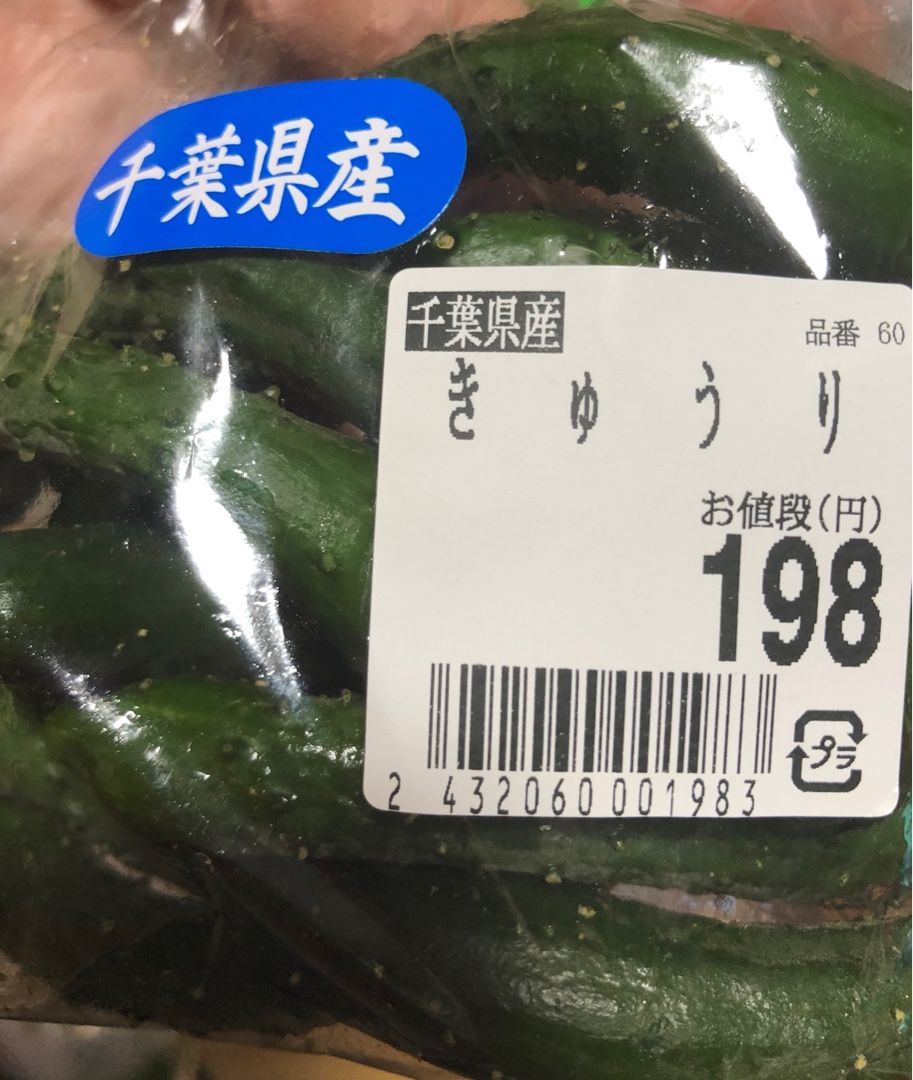 千葉県産
千葉県産
品番 60
きゅうり
お値段(円)
198
2 432060 001983
プラ